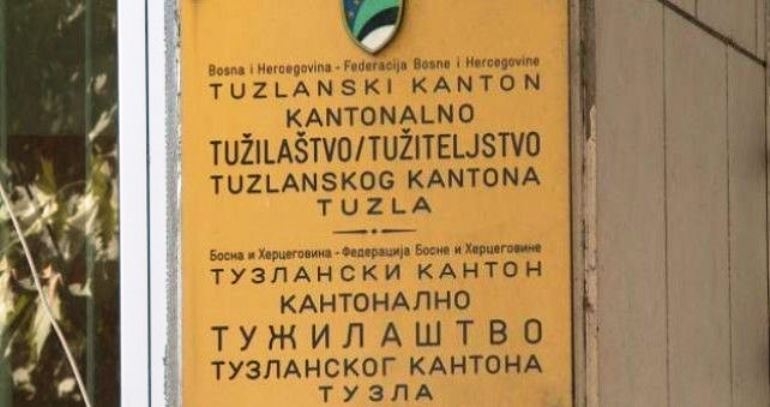 Bosna i Hercegovina - Federacija Bosne i Hercegovine
TUZLANSKI KANTON
KANTONALNO
TUŽILAŠTVO/TUŽITELJSTVO
TUZLANSKOG KANTONA
TUZLA
Босна и Херцеговина - Федерација Босне и Херцеговине
ТУЗЛАНСКИ КАНТОН
КАНТОНАЛНО
ТУЖИЛАШТВО
ТУЗЛАНСКОГ КАНТОНА
ТУЗЛА